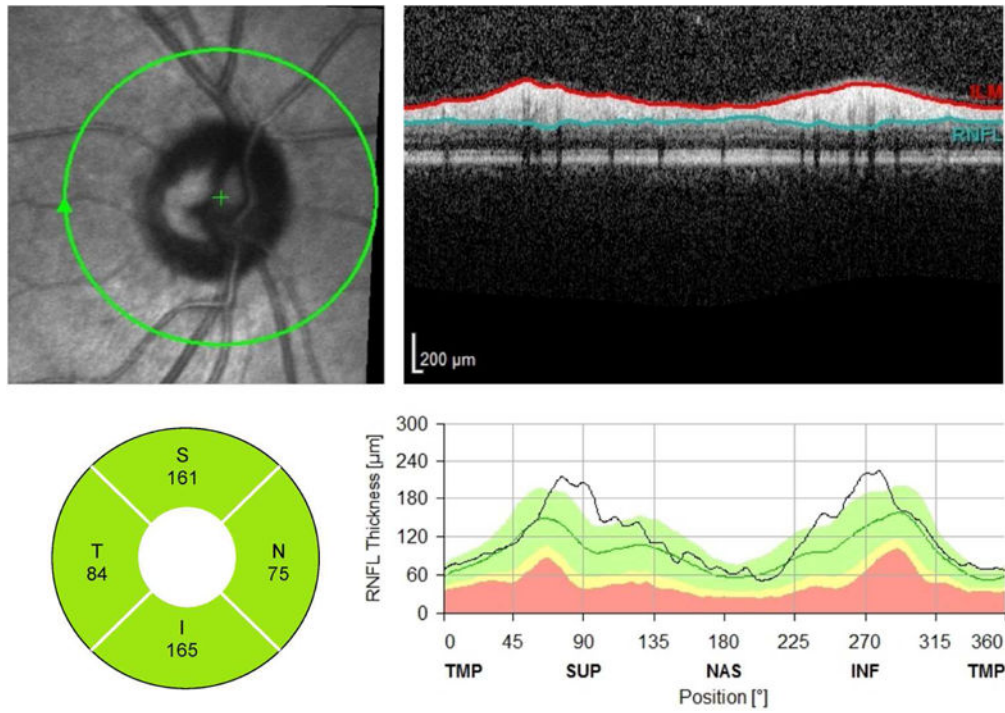 ILM
RNFL
200 µm
S
161
T
84
N
75
I
165
RNFL Thickness [µm]
300
240
180
120
60
0
0 45 90 135 180 225 270 315 360
TMP SUP NAS INF TMP
Position [°]